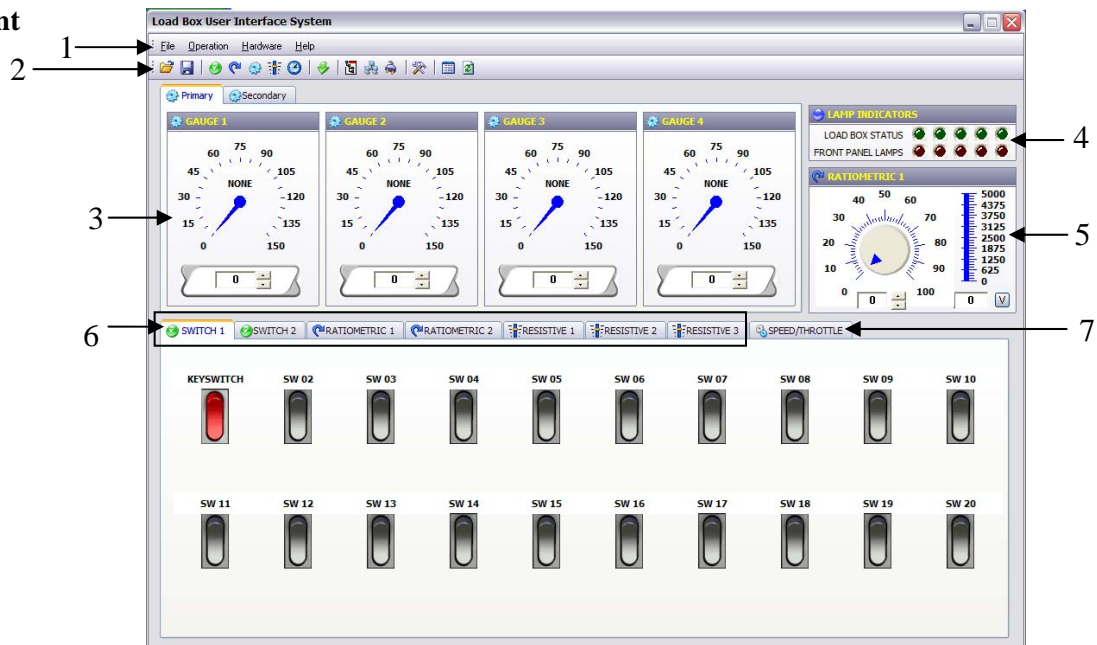 nt
Load Box User Interface System
1
File Operation Hardware Help
2
Primary Secondary
GAUGE 1 GAUGE 2 GAUGE 3 GAUGE 4
0 15 30 45 60 75 90 105 120 135 150
NONE
0
0 15 30 45 60 75 90 105 120 135 150
NONE
0
0 15 30 45 60 75 90 105 120 135 150
NONE
0
0 15 30 45 60 75 90 105 120 135 150
NONE
0
3
LAMP INDICATORS
LOAD BOX STATUS
FRONT PANEL LAMPS
4
RATIOMETRIC 1
0 10 20 30 40 50 60 70 80 90 100
0
5000
4375
3750
3125
2500
1875
1250
625
0
0 V
5
6
SWITCH 1 SWITCH 2 RATIOMETRIC 1 RATIOMETRIC 2 RESISTIVE 1 RESISTIVE 2 RESISTIVE 3 SPEED/THROTTLE
7
KEYSWITCH SW 02 SW 03 SW 04 SW 05 SW 06 SW 07 SW 08 SW 09 SW 10
SW 11 SW 12 SW 13 SW 14 SW 15 SW 16 SW 17 SW 18 SW 19 SW 20